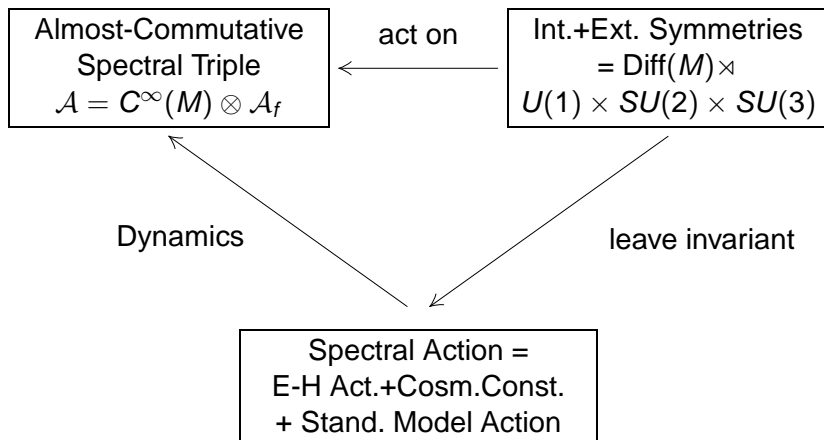 Almost-Commutative
Spectral Triple
𝒜 = C^∞(M) ⊗ 𝒜_f
act on
Int.+Ext. Symmetries
= Diff(M) ⋊
U(1) × SU(2) × SU(3)
Dynamics
leave invariant
Spectral Action =
E-H Act.+Cosm.Const.
+ Stand. Model Action